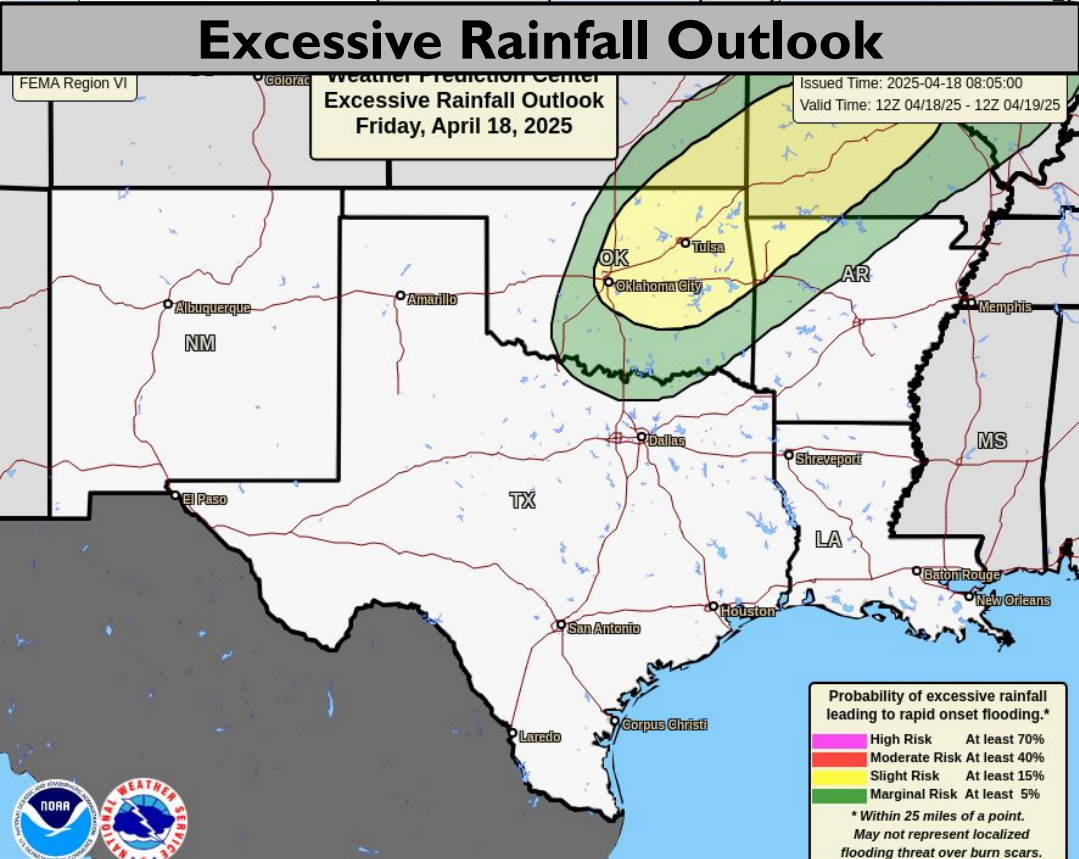 Excessive Rainfall Outlook
FEMA Region VI
Weather Prediction Center
Excessive Rainfall Outlook
Friday, April 18, 2025
Issued Time: 2025-04-18 08:05:00
Valid Time: 12Z 04/18/25 - 12Z 04/19/25
Colorad
OK
Tulsa
Oklahoma City
AR
Albuquerque
Amarillo
Memphis
NM
Dallas
Shreveport
MS
El Paso
TX
LA
Baton Rouge
New Orleans
Houston
San Antonio
Corpus Christi
Laredo
Probability of excessive rainfall
leading to rapid onset flooding.*
High Risk At least 70%
Moderate Risk At least 40%
Slight Risk At least 15%
Marginal Risk At least 5%
* Within 25 miles of a point.
May not represent localized
flooding threat over burn scars.
NOAA
NATIONAL WEATHER SERVICE